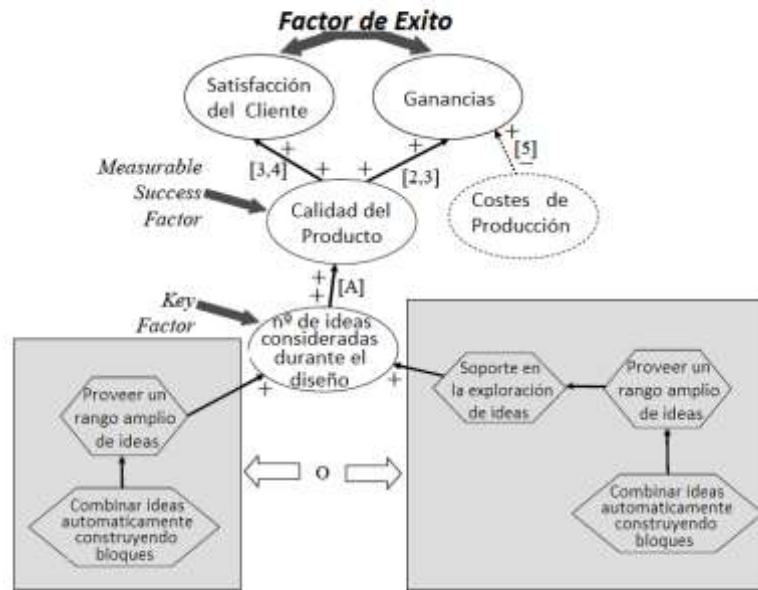 Factor de Exito
Satisfacción
del Cliente
Ganancias
+
+
+
[3,4]
+
+
[2,3]
[5]
−
Measurable
Success
Factor
Calidad del
Producto
Costes de
Producción
+
+
[A]
Key
Factor
nº de ideas
consideradas
durante el
diseño
+
+
Proveer un
rango amplio
de ideas
Combinar ideas
automaticamente
construyendo
bloques
O
Soporte en
la exploración
de ideas
Proveer un
rango amplio
de ideas
Combinar ideas
automaticamente
construyendo
bloques